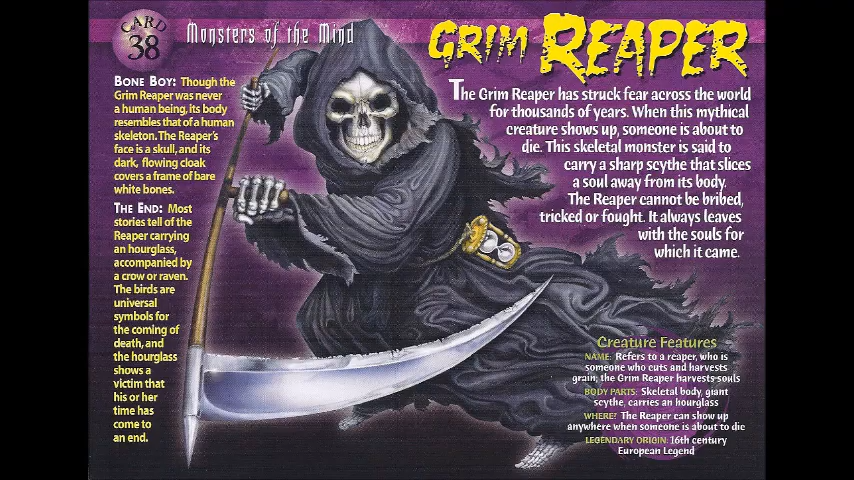 CARD
38
Monsters of the Mind
GRIM REAPER
BONE BOY: Though the
Grim Reaper was never
a human being, its body
resembles that of a human
skeleton. The Reaper's
face is a skull, and its
dark, flowing cloak
covers a frame of bare
white bones.
THE END: Most
stories tell of the
Reaper carrying
an hourglass,
accompanied by
a crow or raven.
The birds are
universal
symbols for
the coming of
death, and
the hourglass
shows a
victim that
his or her
time has
come to
an end.
The Grim Reaper has struck fear across the world
for thousands of years. When this mythical
creature shows up, someone is about to
die. This skeletal monster is said to
carry a sharp scythe that slices
a soul away from its body.
The Reaper cannot be bribed,
tricked or fought. It always leaves
with the souls for
which it came.
Creature Features
NAME: Refers to a reaper, who is
someone who cuts and harvests
grain; the Grim Reaper harvests souls
BODY PARTS: Skeletal body, giant
scythe, carries an hourglass
WHERE? The Reaper can show up
anywhere when someone is about to die
LEGENDARY ORIGIN: 16th century
European Legend